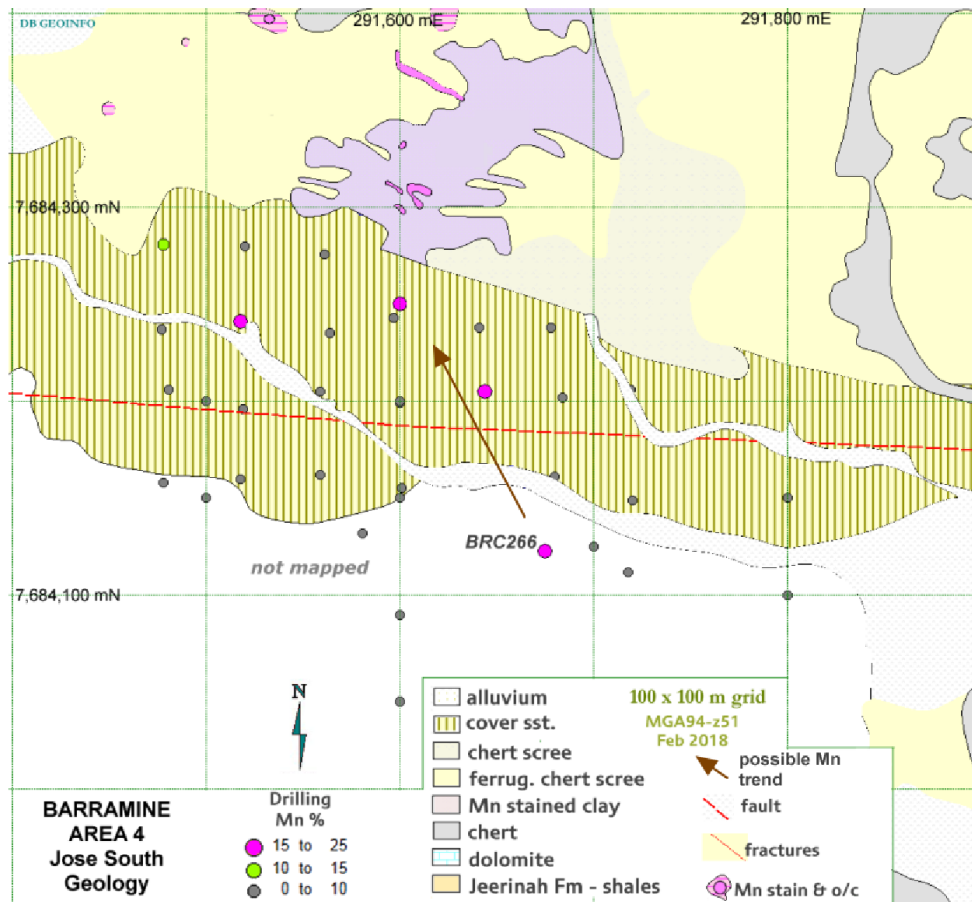 DB GEOINFO
291,600 mE
291,800 mE
7,684,300 mN
BRC266
not mapped
7,684,100 mN
N
BARRAMINE
AREA 4
Jose South
Geology
Drilling
Mn %
15 to 25
10 to 15
0 to 10
alluvium
cover sst.
chert scree
ferrug. chert scree
Mn stained clay
chert
dolomite
Jeerinah Fm - shales
100 x 100 m grid
MGA94-z51
Feb 2018
possible Mn
trend
fault
fractures
Mn stain & o/c